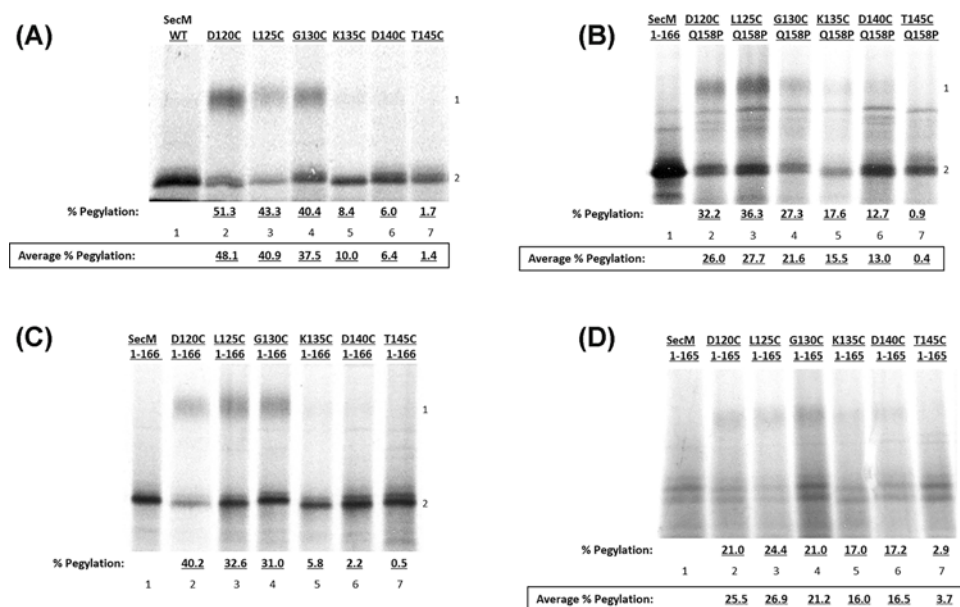 (A)
SecM
WT D120C L125C G130C K135C D140C T145C
1
2
% Pegylation: 51.3 43.3 40.4 8.4 6.0 1.7
1 2 3 4 5 6 7
Average % Pegylation: 48.1 40.9 37.5 10.0 6.4 1.4
(B)
SecM D120C L125C G130C K135C D140C T145C
1-166 Q158P Q158P Q158P Q158P Q158P Q158P
1
2
% Pegylation: 32.2 36.3 27.3 17.6 12.7 0.9
1 2 3 4 5 6 7
Average % Pegylation: 26.0 27.7 21.6 15.5 13.0 0.4
(C)
SecM D120C L125C G130C K135C D140C T145C
1-166 1-166 1-166 1-166 1-166 1-166 1-166
1
2
% Pegylation: 40.2 32.6 31.0 5.8 2.2 0.5
1 2 3 4 5 6 7
(D)
SecM D120C L125C G130C K135C D140C T145C
1-165 1-165 1-165 1-165 1-165 1-165 1-165
% Pegylation: 21.0 24.4 21.0 17.0 17.2 2.9
1 2 3 4 5 6 7
Average % Pegylation: 25.5 26.9 21.2 16.0 16.5 3.7